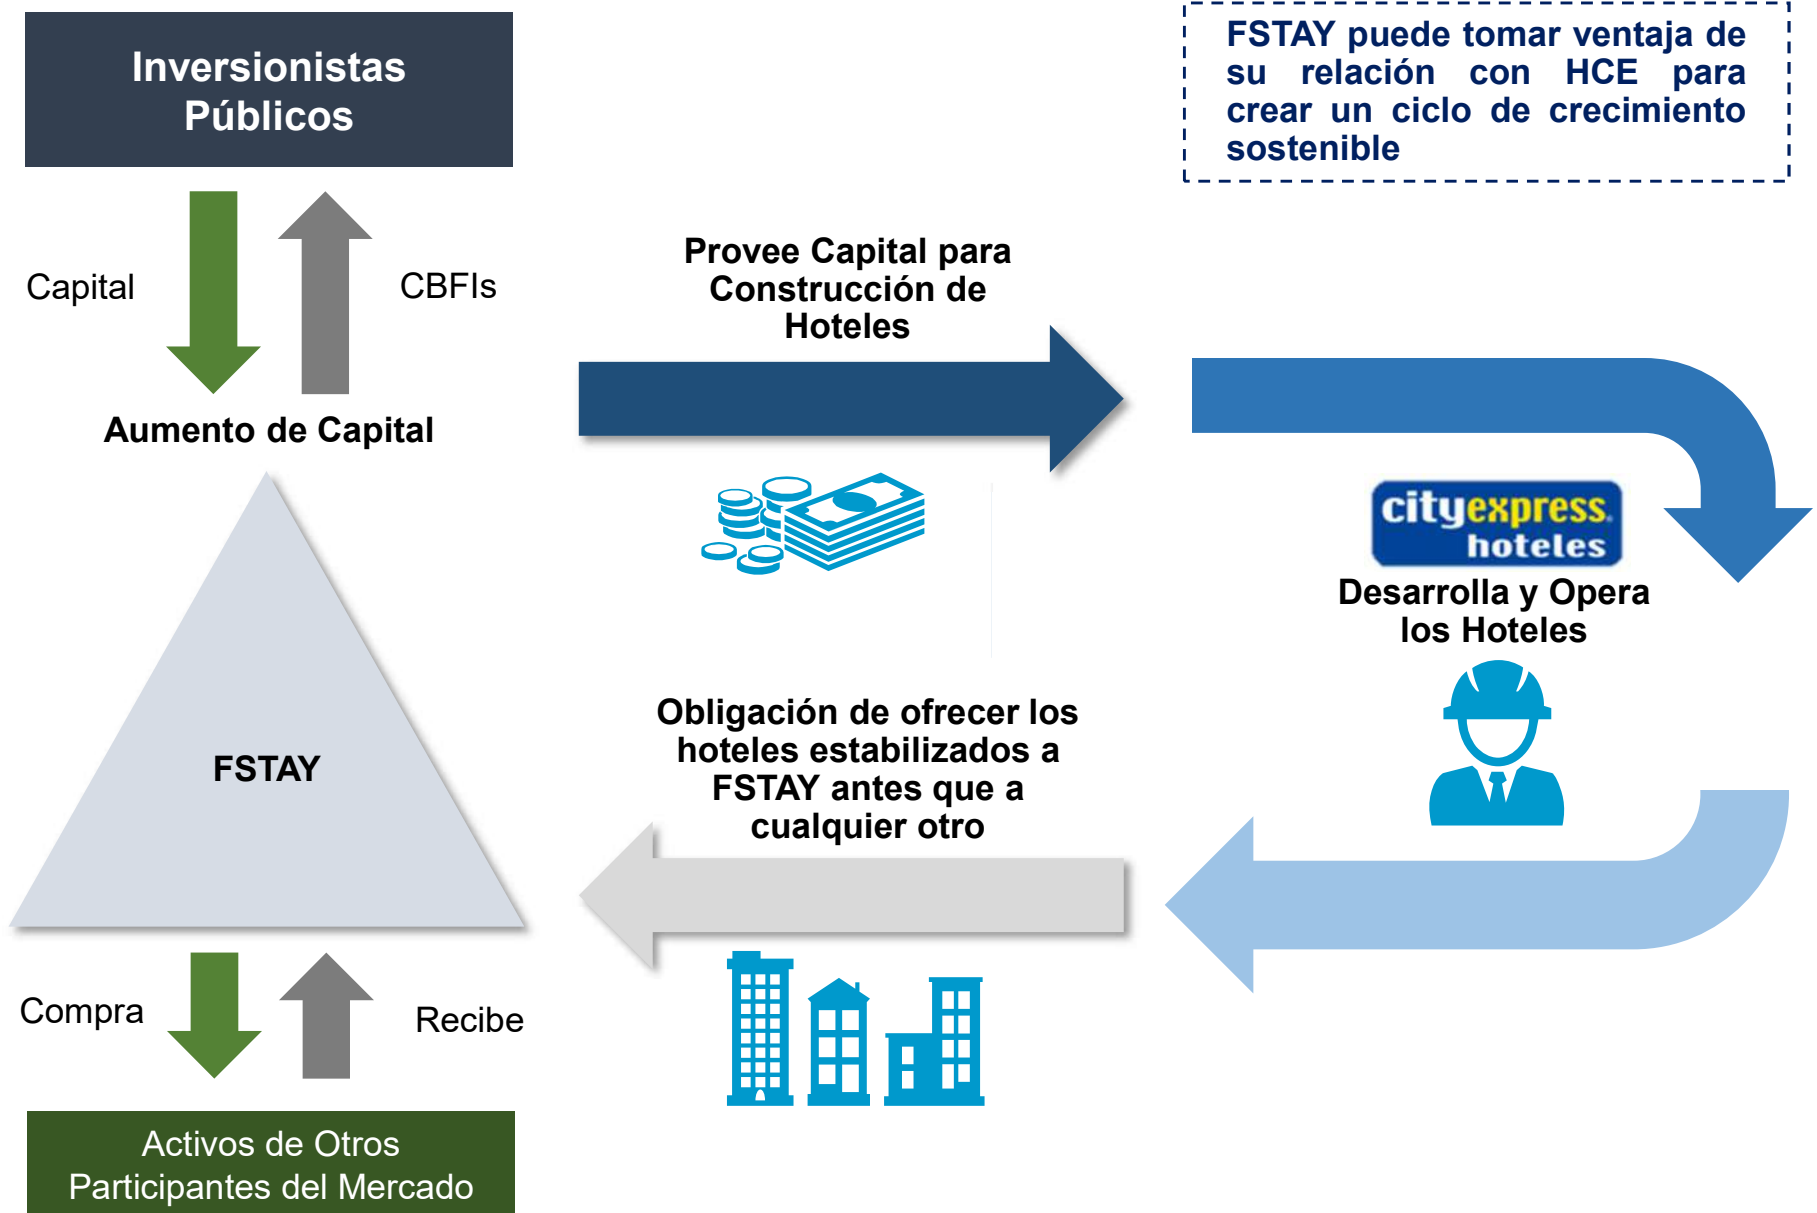 Inversionistas
Públicos
FSTAY puede tomar ventaja de
su relación con HCE para
crear un ciclo de crecimiento
sostenible
Capital
CBFIs
Provee Capital para
Construcción de
Hoteles
Aumento de Capital
cityexpress.
hoteles
Desarrolla y Opera
los Hoteles
FSTAY
Obligación de ofrecer los
hoteles estabilizados a
FSTAY antes que a
cualquier otro
Compra
Recibe
Activos de Otros
Participantes del Mercado